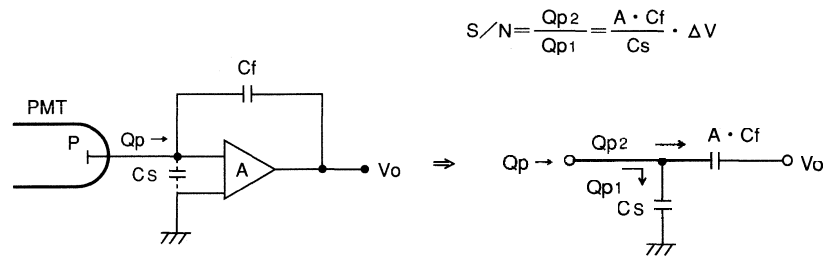 S/N=Qp2/Qp1=A・Cf/Cs・ΔV
Cf
PMT
P
Qp→
Cs
A
Vo
⇒
Qp→
Qp2 →
A・Cf
Vo
Qp1
Cs